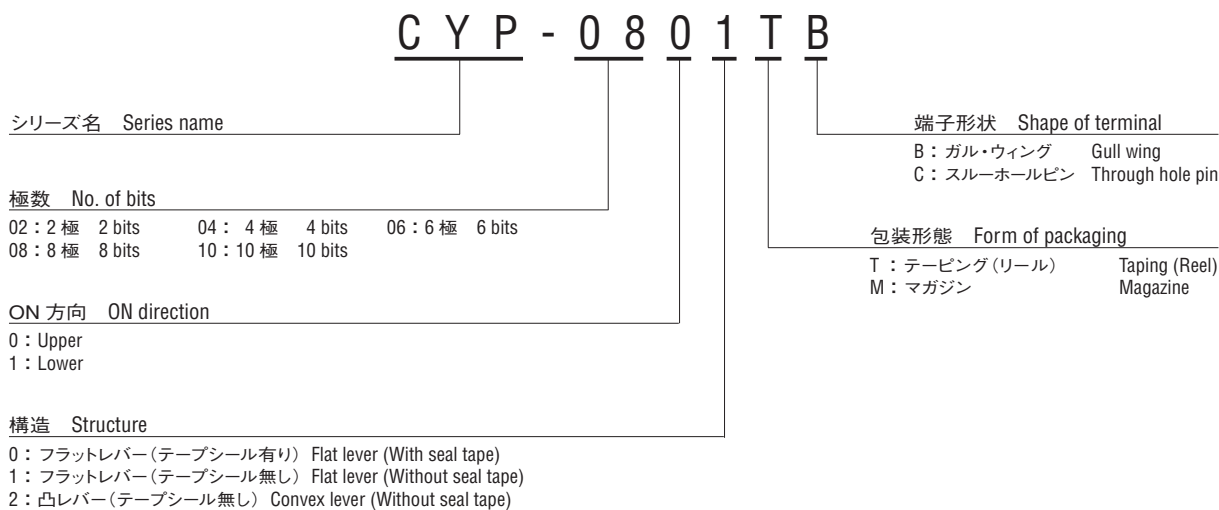 CYP-0801TB
シリーズ名 Series name
極数 No. of bits
02:2極 2 bits 04: 4極 4 bits 06:6極 6 bits
08:8極 8 bits 10:10極 10 bits
ON 方向 ON direction
0:Upper
1:Lower
構造 Structure
0:フラットレバー(テープシール有り) Flat lever (With seal tape)
1:フラットレバー(テープシール無し) Flat lever (Without seal tape)
2:凸レバー(テープシール無し) Convex lever (Without seal tape)
端子形状 Shape of terminal
B:ガル・ウィング Gull wing
C:スルーホールピン Through hole pin
包装形態 Form of packaging
T:テーピング(リール) Taping (Reel)
M:マガジン Magazine